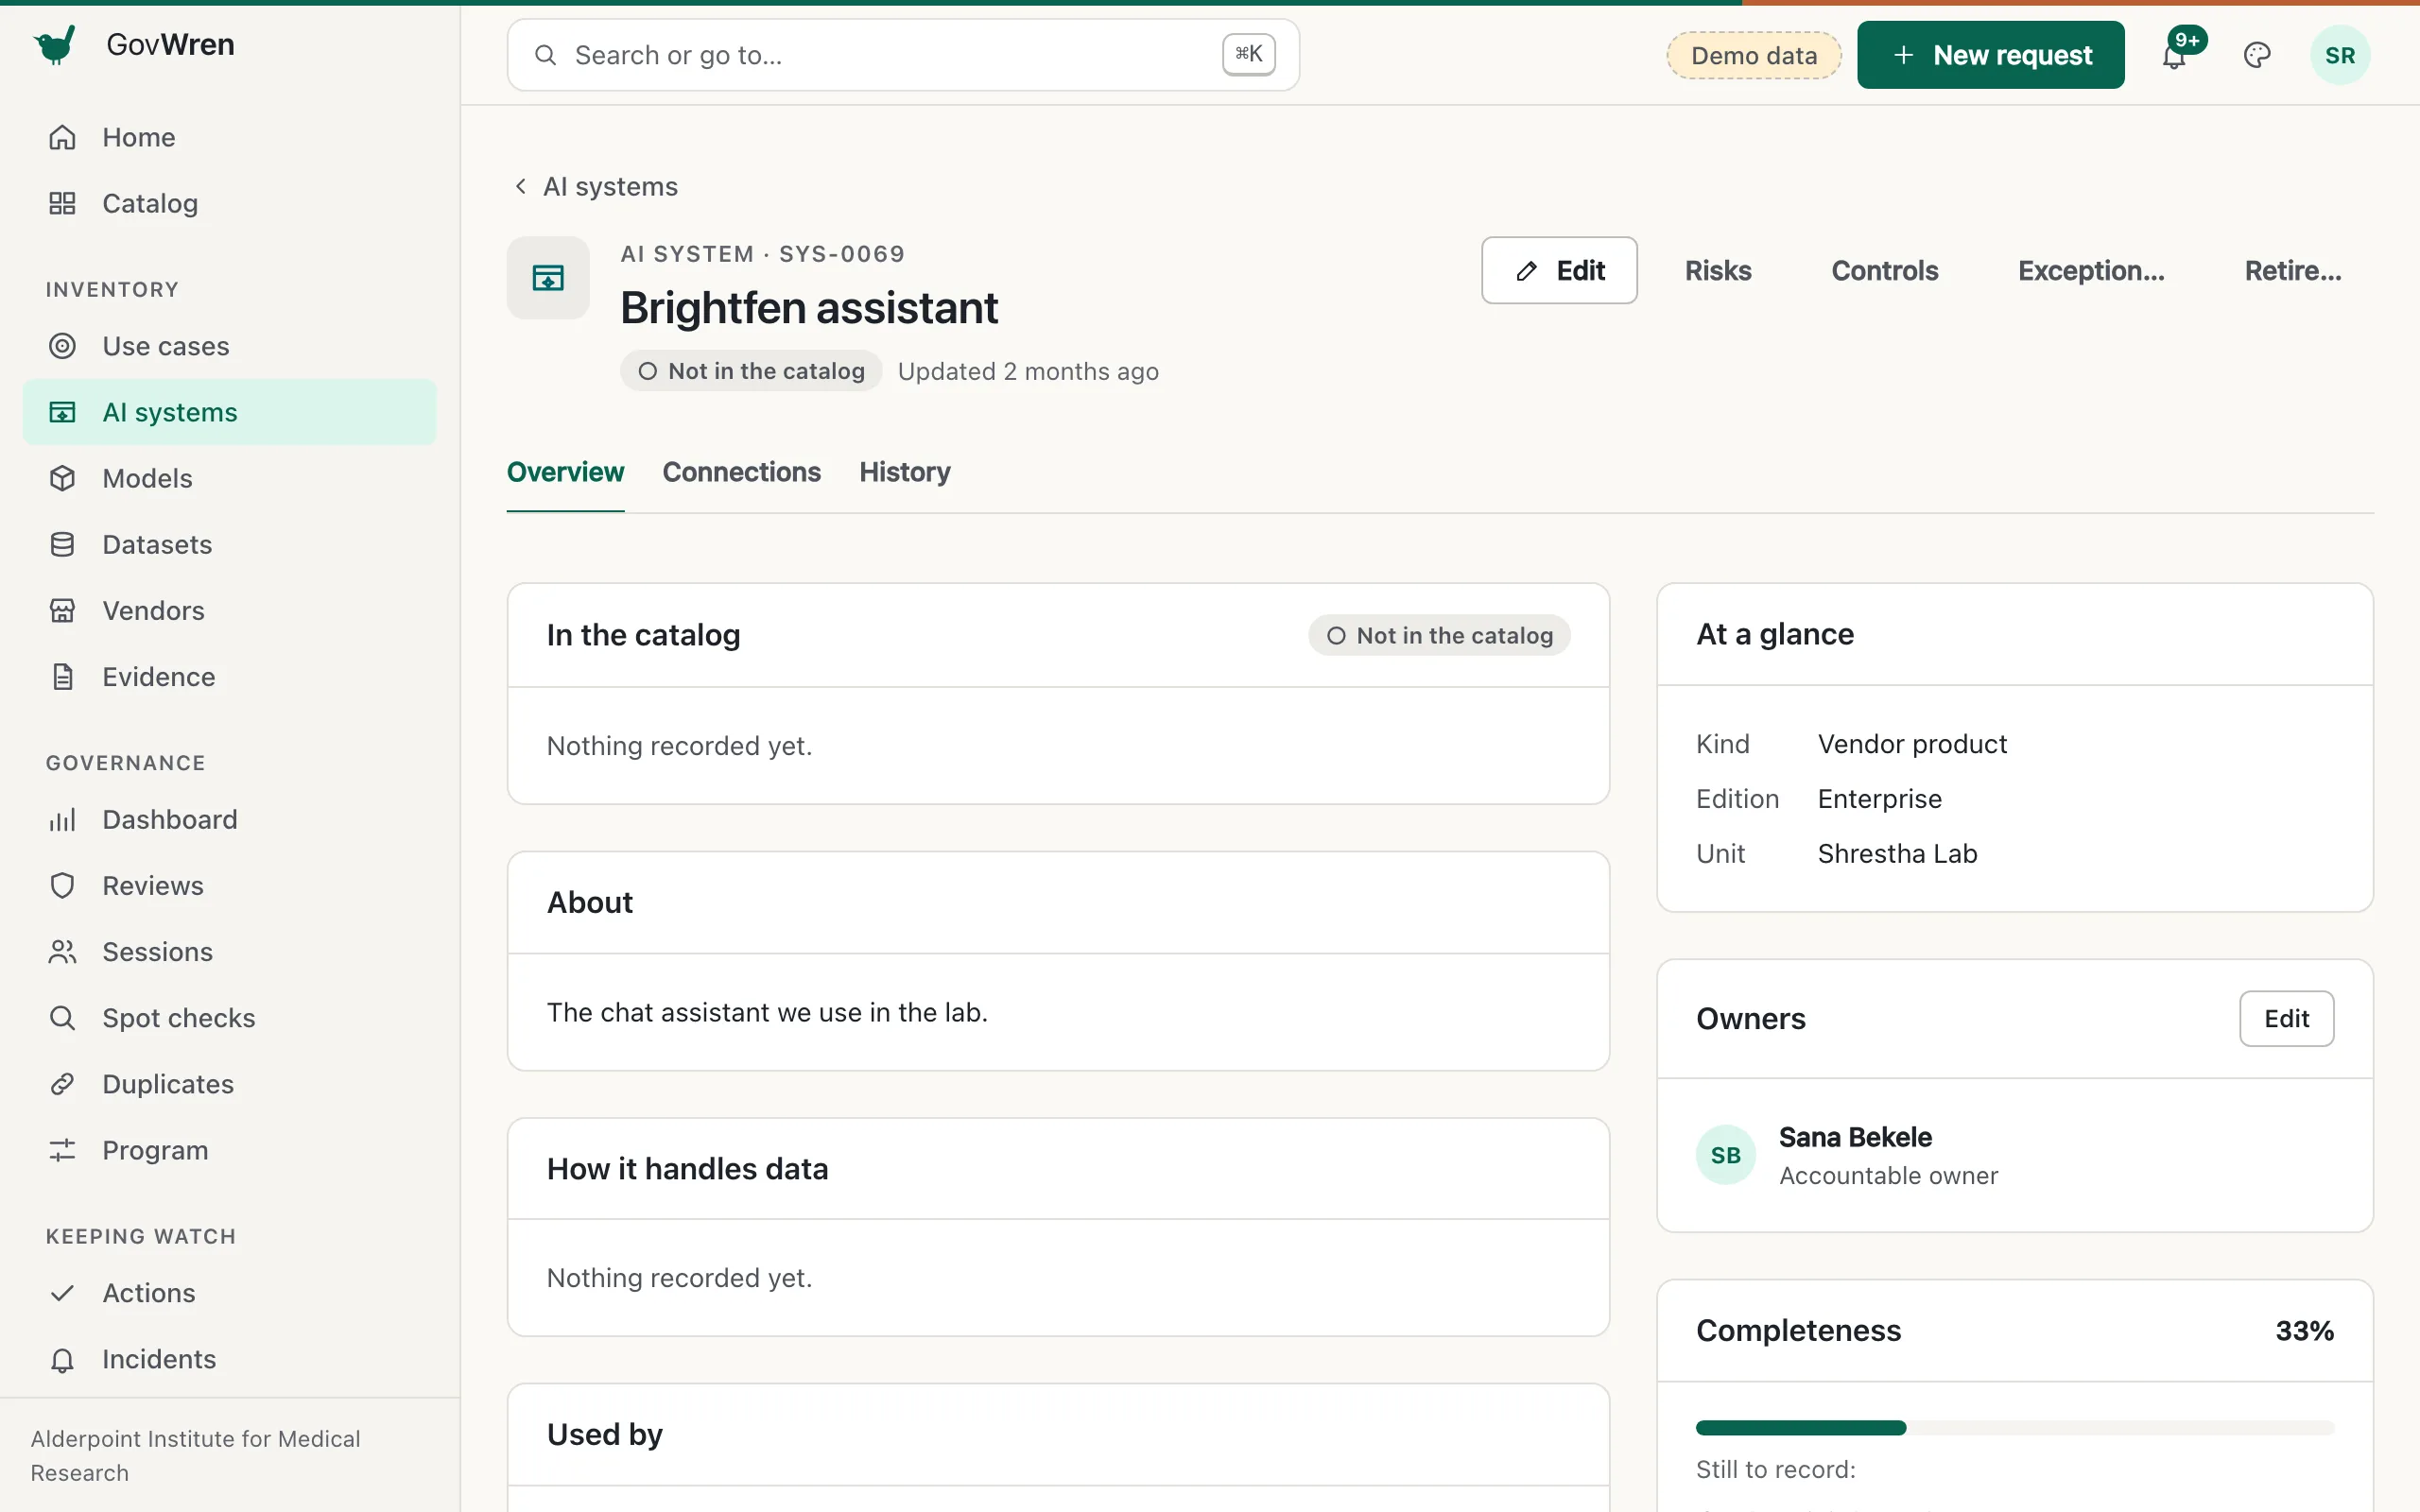 GovWren
Search or go to...
⌘K
Demo data
New request
9+
SR
Home
Catalog
INVENTORY
Use cases
AI systems
Models
Datasets
Vendors
Evidence
GOVERNANCE
Dashboard
Reviews
Sessions
Spot checks
Duplicates
Program
KEEPING WATCH
Actions
Incidents
Alderpoint Institute for Medical
Research
AI systems
AI SYSTEM · SYS-0069
Brightfen assistant
Not in the catalog
Updated 2 months ago
Edit
Risks
Controls
Exception...
Retire...
Overview
Connections
History
In the catalog
Not in the catalog
Nothing recorded yet.
About
The chat assistant we use in the lab.
How it handles data
Nothing recorded yet.
Used by
At a glance
Kind Vendor product
Edition Enterprise
Unit Shrestha Lab
Owners
Edit
SB
Sana Bekele
Accountable owner
Completeness
33%
Still to record: